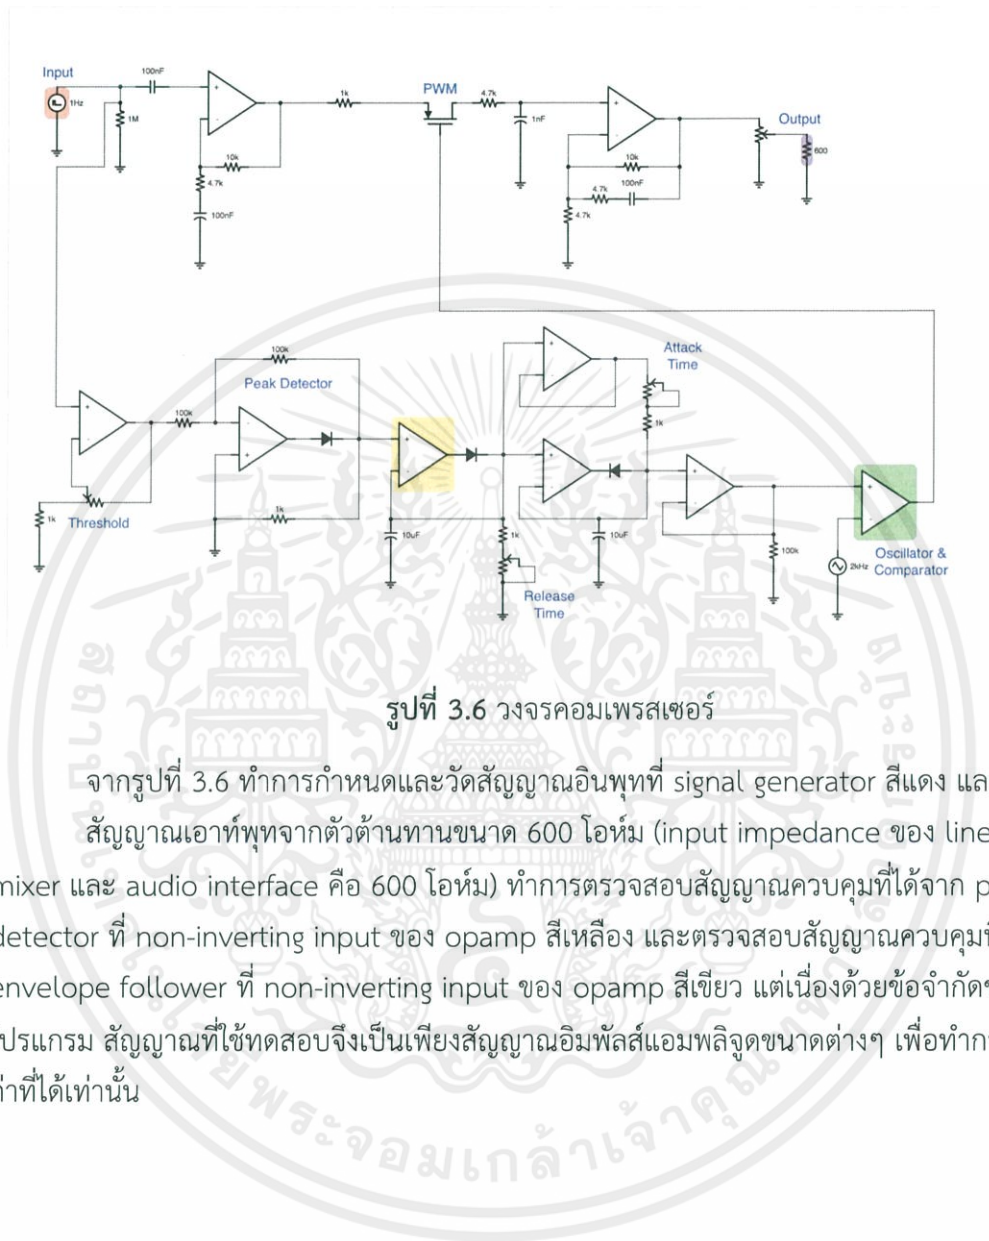 Input
1Hz
100nF
1M
10k
4.7k
100nF
1k
PWM
4.7k
1nF
10k
4.7k
100nF
4.7k
Output
600
100k
Peak Detector
100k
1k
Threshold
1k
10uF
1k
Release
Time
Attack
Time
1k
10uF
100k
2kHz
Oscillator &
Comparator
รูปที่ 3.6 วงจรคอมเพรสเซอร์
จากรูปที่ 3.6 ทำการกำหนดและวัดสัญญาณอินพุทที่ signal generator สีแดง แล
สัญญาณเอาท์พุทจากตัวต้านทานขนาด 600 โอห์ม (input impedance ของ line
mixer และ audio interface คือ 600 โอห์ม) ทำการตรวจสอบสัญญาณควบคุมที่ได้จาก p
detector ที่ non-inverting input ของ opamp สีเหลือง และตรวจสอบสัญญาณควบคุมที
envelope follower ที่ non-inverting input ของ opamp สีเขียว แต่เนื่องด้วยข้อจำกัดข
ปรแกรม สัญญาณที่ใช้ทดสอบจึงเป็นเพียงสัญญาณอิมพัลส์แอมพลิจูดขนาดต่างๆ เพื่อทำกา
ค่าที่ได้เท่านั้น